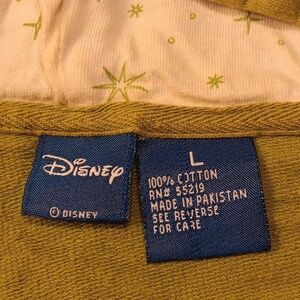 Disney
© DISNEY
L
100% COTTON
RN# 55219
MADE IN PAKISTAN
SEE REVERSE
FOR CARE